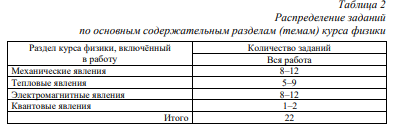 Таблица 2
Распределение заданий
по основным содержательным разделам (темам) курса физики
Раздел курса физики, включённый Количество заданий
в работу Вся работа
Механические явления 8–12
Тепловые явления 5–9
Электромагнитные явления 8–12
Квантовые явления 1–2
Итого 22